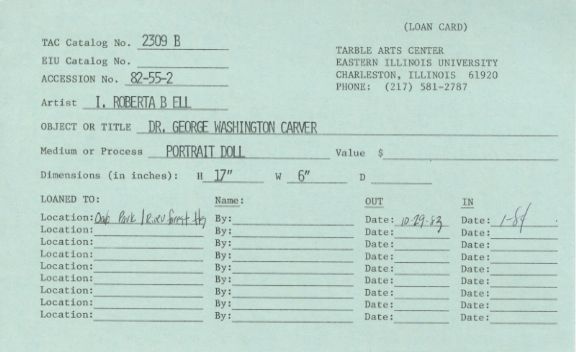 (LOAN CARD)
TAC Catalog No. 2309 B
EIU Catalog No.
ACCESSION No. 82-55-2
TARBLE ARTS CENTER
EASTERN ILLINOIS UNIVERSITY
CHARLESTON, ILLINOIS 61920
PHONE: (217) 581-2787
Artist I. ROBERTA B ELL
OBJECT OR TITLE DR. GEORGE WASHINGTON CARVER
Medium or Process PORTRAIT DOLL Value $
Dimensions (in inches): H 17" W 6" D
LOANED TO: Name: OUT IN
Location: Oak Park / River Forest By: Date: 10-29-83 Date: 1-84
Location: By: Date: Date:
Location: By: Date: Date:
Location: By: Date: Date:
Location: By: Date: Date:
Location: By: Date: Date:
Location: By: Date: Date:
Location: By: Date: Date:
Location: By: Date: Date: